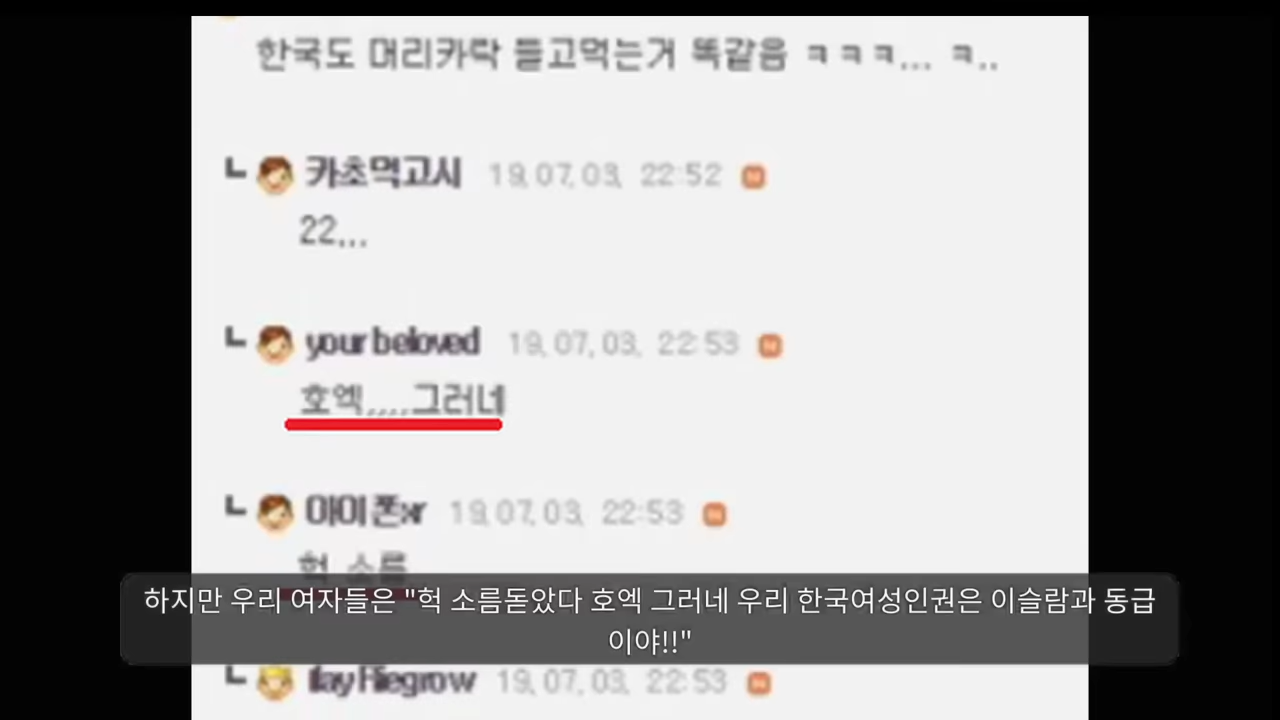 한국도 머리카락 들고먹는거 똑같음 ㅋㅋㅋ... ㅋ..
ㄴ 카초먹고시 19.07.03. 22:52 N
22...
ㄴ your beloved 19.07.03. 22:53 N
호엑,,,,그러네
ㄴ 아이폰xr 19.07.03. 22:53 N
헉 소름
하지만 우리 여자들은 "헉 소름돋았다 호엑 그러네 우리 한국여성인권은 이슬람과 동급
이야!!"
ㄴ 19.07.03. 22:53 N